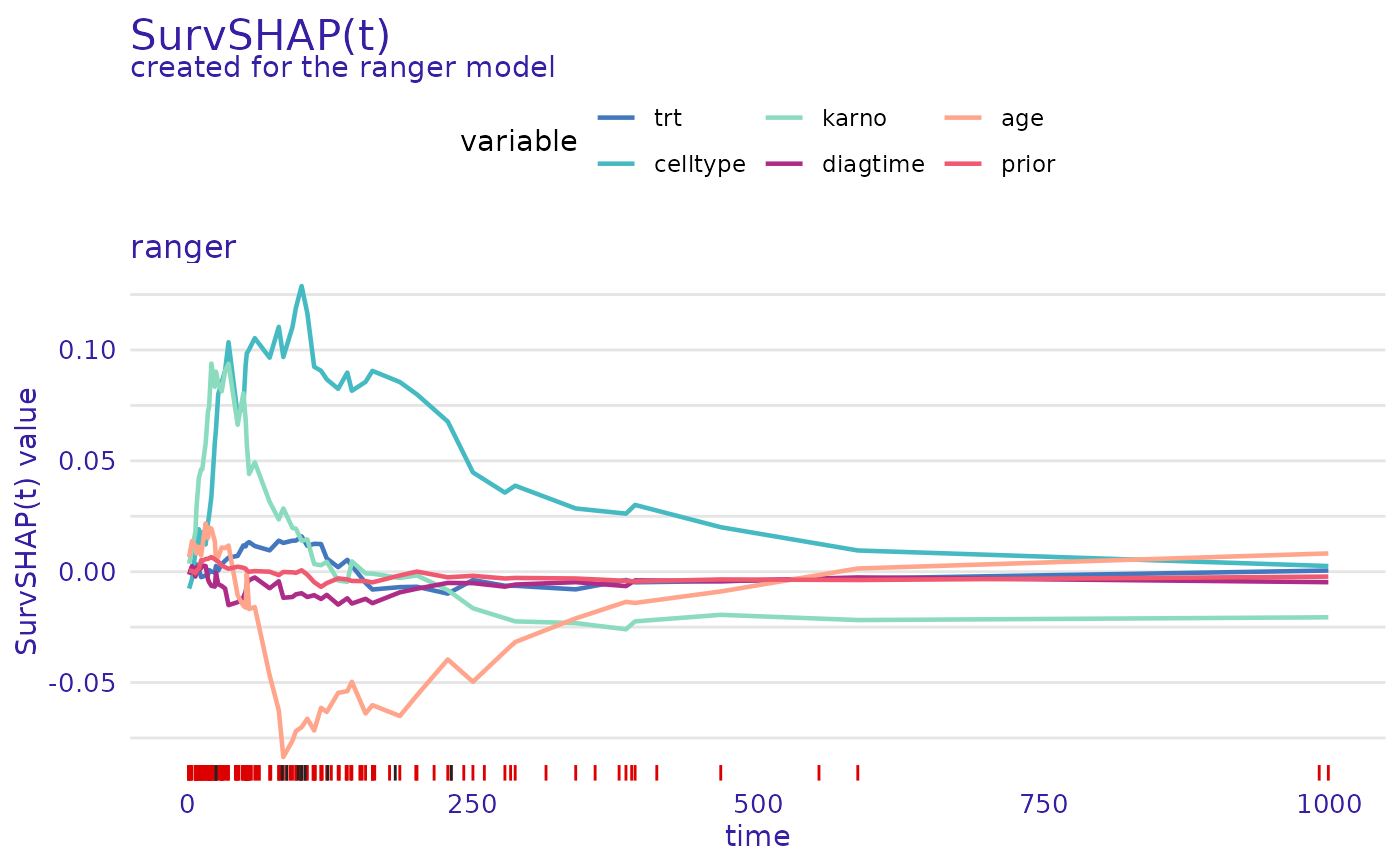 SurvSHAP(t)
created for the ranger model
variable
trt
karno
age
celltype
diagtime
prior
ranger
SurvSHAP(t) value
0.10
0.05
0.00
-0.05
0
250
500
750
1000
time